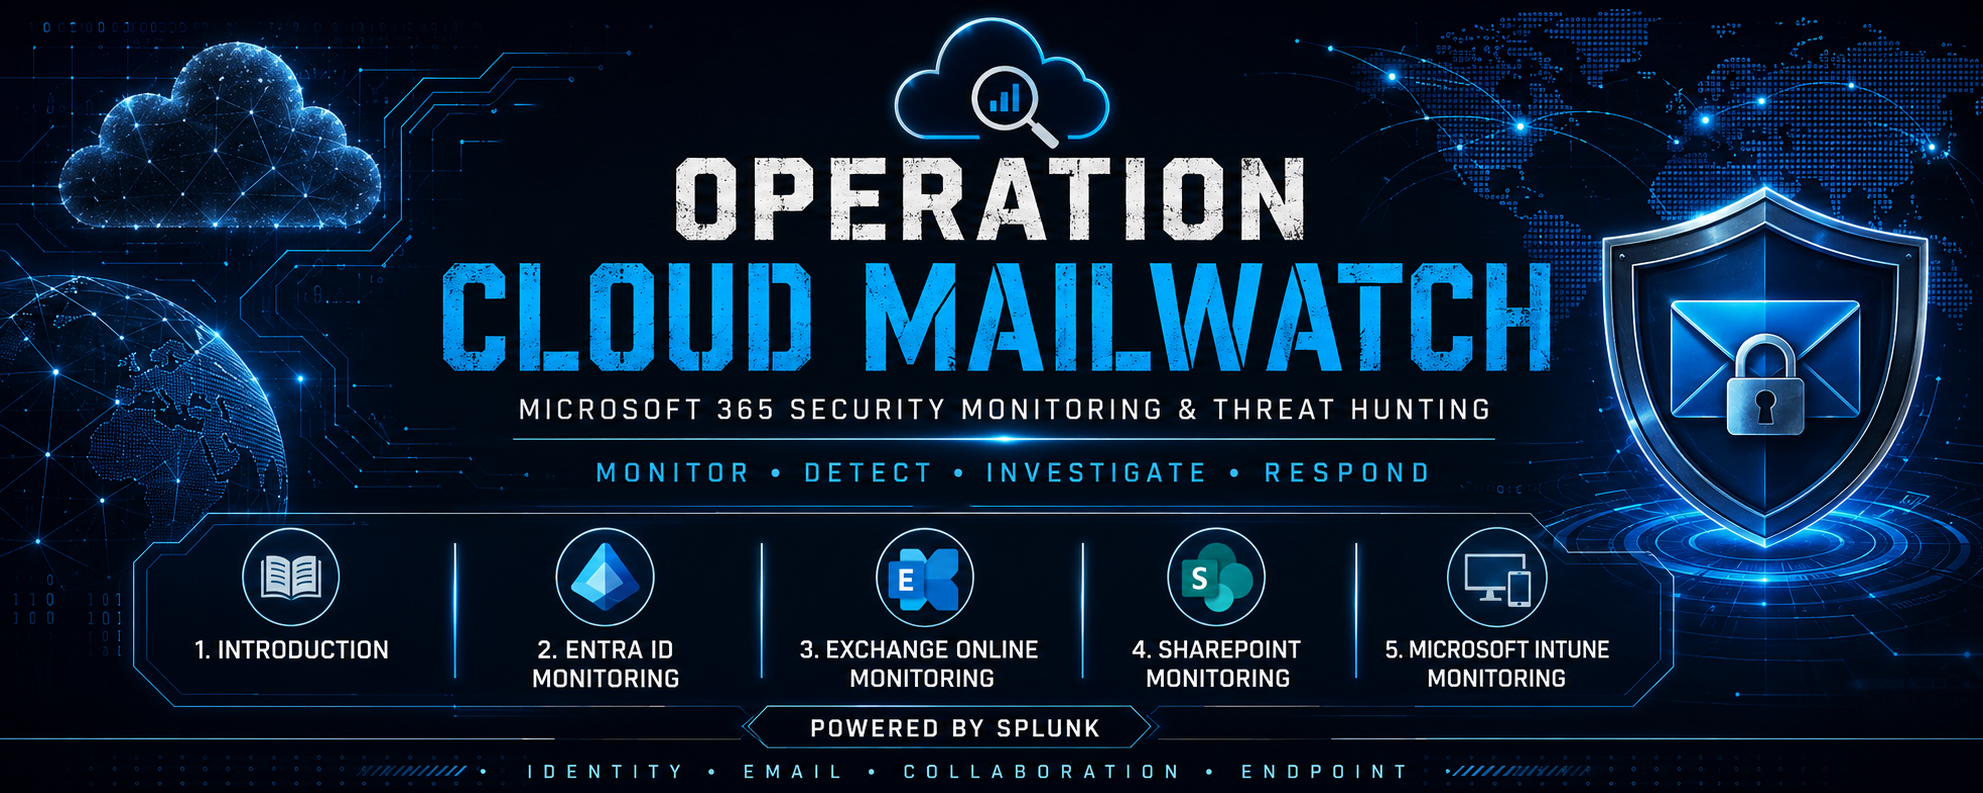 OPERATION
CLOUD MAILWATCH
MICROSOFT 365 SECURITY MONITORING & THREAT HUNTING
MONITOR • DETECT • INVESTIGATE • RESPOND
1. INTRODUCTION
2. ENTRA ID
MONITORING
E
3. EXCHANGE ONLINE
MONITORING
S
4. SHAREPOINT
MONITORING
5. MICROSOFT INTUNE
MONITORING
POWERED BY SPLUNK
IDENTITY • EMAIL • COLLABORATION • ENDPOINT